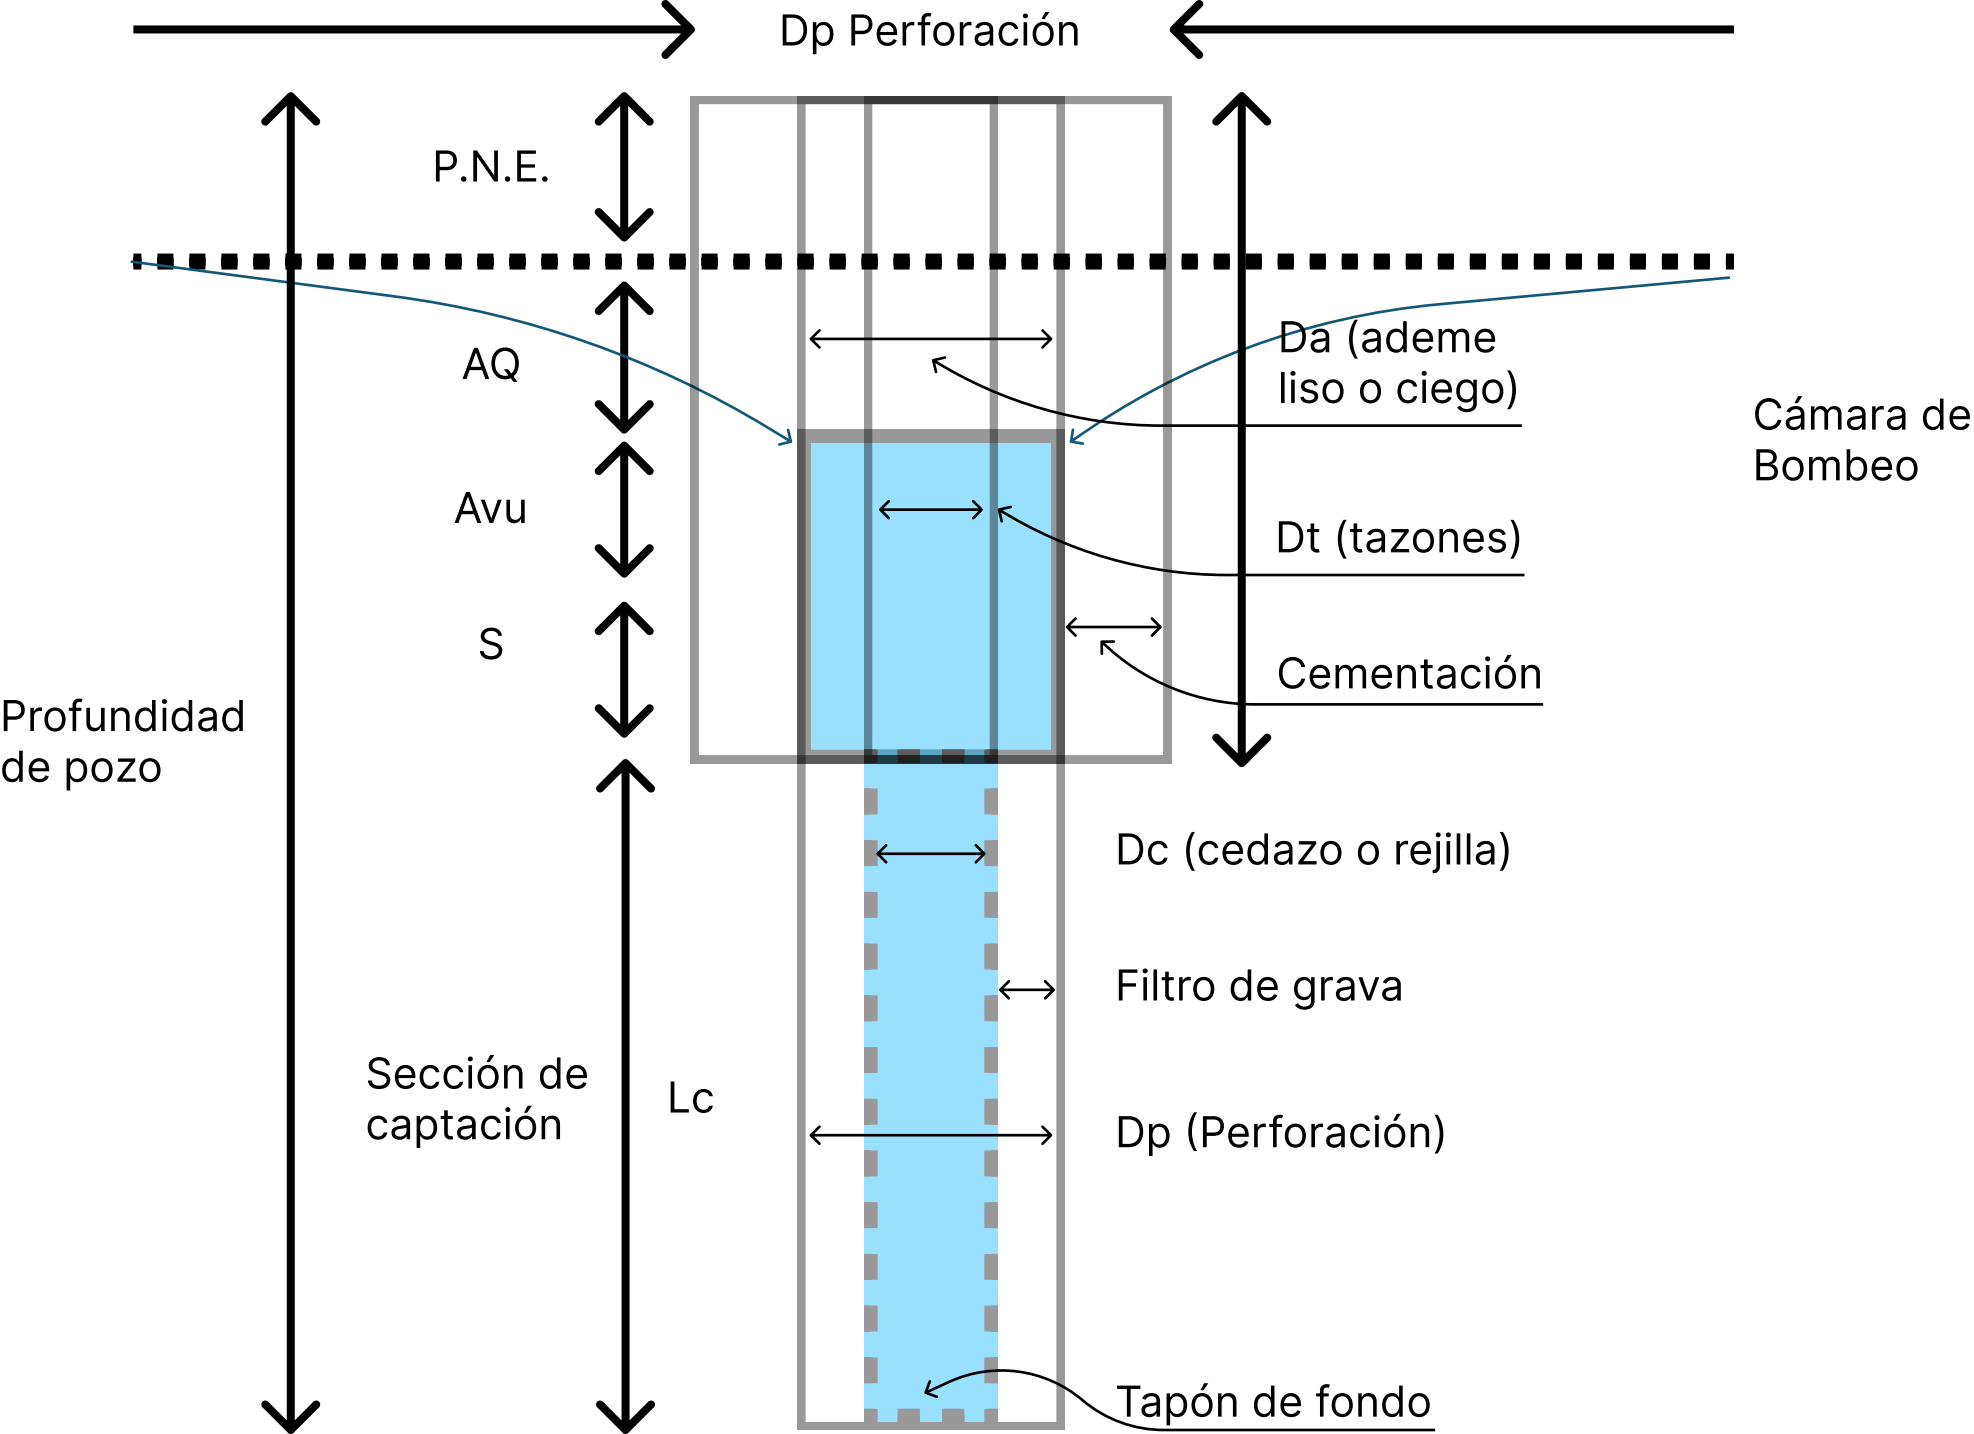 Dp Perforación
P.N.E.
AQ
Da (ademe
liso o ciego)
Cámara de
Bombeo
Avu
Dt (tazones)
S
Cementación
Profundidad
de pozo
Dc (cedazo o rejilla)
Filtro de grava
Sección de
captación
Lc
Dp (Perforación)
Tapón de fondo